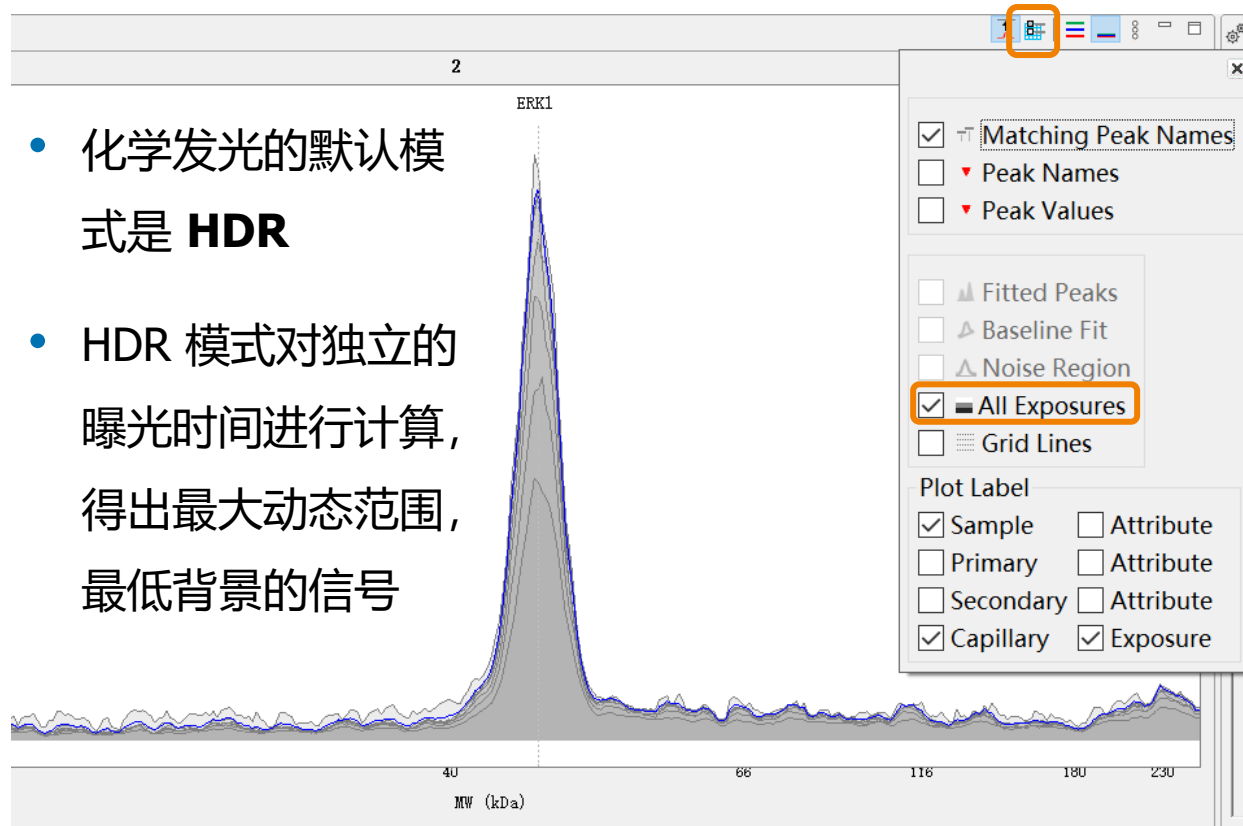 2
ERK1
• 化学发光的默认模
式是 HDR
• HDR 模式对独立的
曝光时间进行计算，
得出最大动态范围，
最低背景的信号
Matching Peak Names
Peak Names
Peak Values
Fitted Peaks
Baseline Fit
Noise Region
All Exposures
Grid Lines
Plot Label
Sample Attribute
Primary Attribute
Secondary Attribute
Capillary Exposure
40 66 116 180 230
MW (kDa)